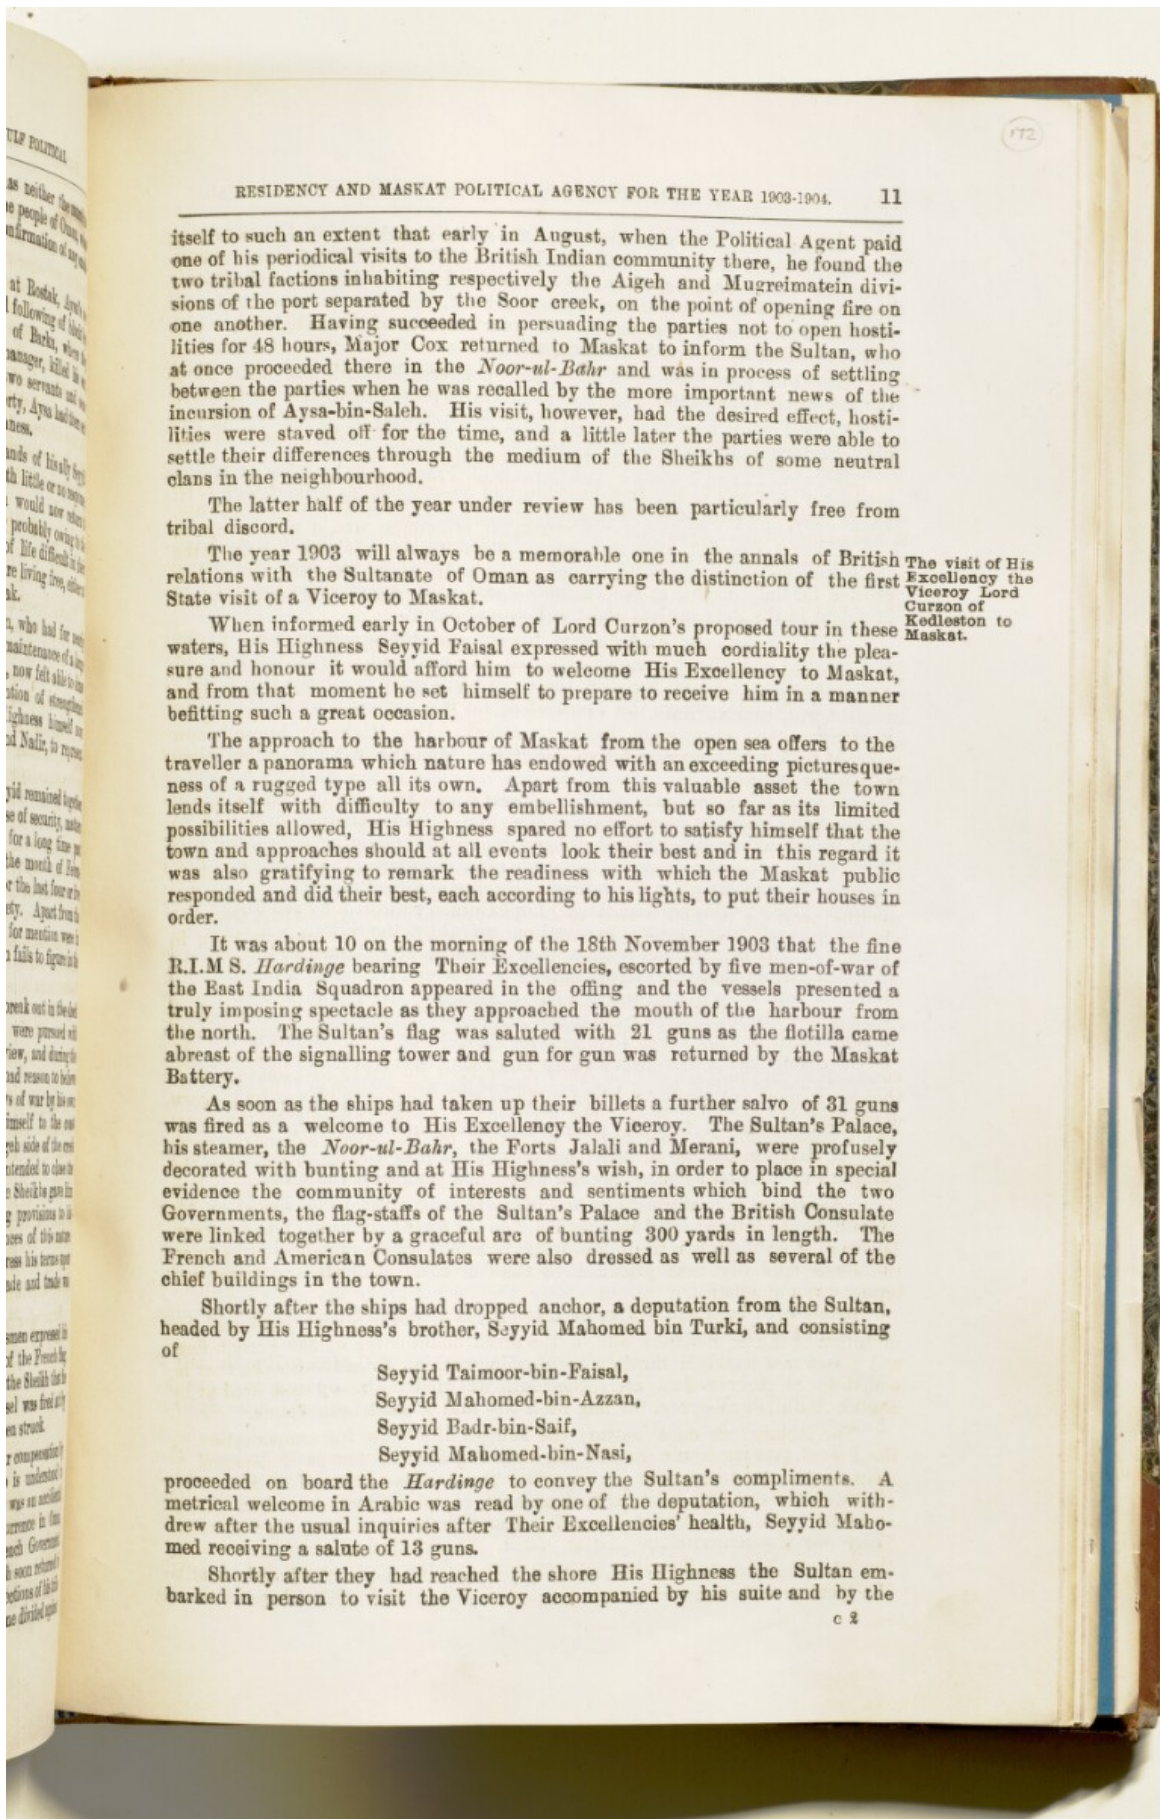 172
RESIDENCY AND MASKAT POLITICAL AGENCY FOR THE YEAR 1903-1904. 11
itself to such an extent that early in August, when the Political Agent paid
one of his periodical visits to the British Indian community there, he found the
two tribal factions inhabiting respectively the Aigeh and Mugreimatein divi-
sions of the port separated by the Soor creek, on the point of opening fire on
one another. Having succeeded in persuading the parties not to open hosti-
lities for 48 hours, Major Cox returned to Maskat to inform the Sultan, who
at once proceeded there in the Noor-ul-Bahr and was in process of settling
between the parties when he was recalled by the more important news of the
incursion of Aysa-bin-Saleh. His visit, however, had the desired effect, hosti-
lities were staved off for the time, and a little later the parties were able to
settle their differences through the medium of the Sheikhs of some neutral
clans in the neighbourhood.
The latter half of the year under review has been particularly free from
tribal discord.
The year 1903 will always be a memorable one in the annals of British
relations with the Sultanate of Oman as carrying the distinction of the first
State visit of a Viceroy to Maskat.
The visit of His
Excellency the
Viceroy Lord
Curzon of
Kedleston to
Maskat.
When informed early in October of Lord Curzon's proposed tour in these
waters, His Highness Seyyid Faisal expressed with much cordiality the plea-
sure and honour it would afford him to welcome His Excellency to Maskat,
and from that moment he set himself to prepare to receive him in a manner
befitting such a great occasion.
The approach to the harbour of Maskat from the open sea offers to the
traveller a panorama which nature has endowed with an exceeding picturesque-
ness of a rugged type all its own. Apart from this valuable asset the town
lends itself with difficulty to any embellishment, but so far as its limited
possibilities allowed, His Highness spared no effort to satisfy himself that the
town and approaches should at all events look their best and in this regard it
was also gratifying to remark the readiness with which the Maskat public
responded and did their best, each according to his lights, to put their houses in
order.
It was about 10 on the morning of the 18th November 1903 that the fine
R.I.M S. Hardinge bearing Their Excellencies, escorted by five men-of-war of
the East India Squadron appeared in the offing and the vessels presented a
truly imposing spectacle as they approached the mouth of the harbour from
the north. The Sultan's flag was saluted with 21 guns as the flotilla came
abreast of the signalling tower and gun for gun was returned by the Maskat
Battery.
As soon as the ships had taken up their billets a further salvo of 31 guns
was fired as a welcome to His Excellency the Viceroy. The Sultan's Palace,
his steamer, the Noor-ul-Bahr, the Forts Jalali and Merani, were profusely
decorated with bunting and at His Highness's wish, in order to place in special
evidence the community of interests and sentiments which bind the two
Governments, the flag-staffs of the Sultan's Palace and the British Consulate
were linked together by a graceful arc of bunting 300 yards in length. The
French and American Consulates were also dressed as well as several of the
chief buildings in the town.
Shortly after the ships had dropped anchor, a deputation from the Sultan,
headed by His Highness's brother, Seyyid Mahomed bin Turki, and consisting
of
Seyyid Taimoor-bin-Faisal,
Seyyid Mahomed-bin-Azzan,
Seyyid Badr-bin-Saif,
Seyyid Mahomed-bin-Nasi,
proceeded on board the Hardinge to convey the Sultan's compliments. A
metrical welcome in Arabic was read by one of the deputation, which with-
drew after the usual inquiries after Their Excellencies' health, Seyyid Maho-
med receiving a salute of 13 guns.
Shortly after they had reached the shore His Highness the Sultan em-
barked in person to visit the Viceroy accompanied by his suite and by the
c 2